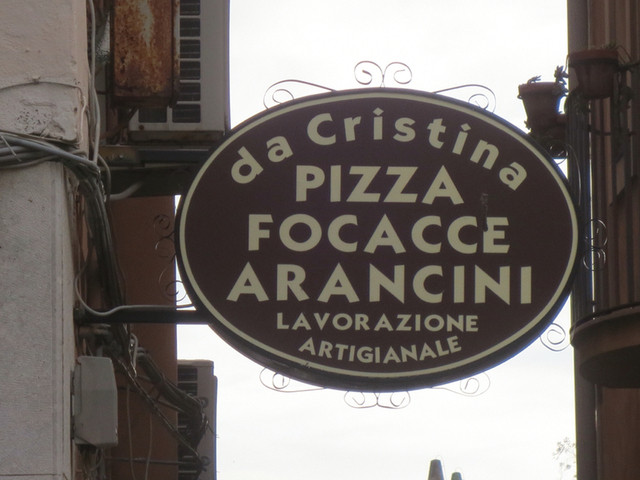 da Cristina
PIZZA
FOCACCE
ARANCINI
LAVORAZIONE
ARTIGIANALE